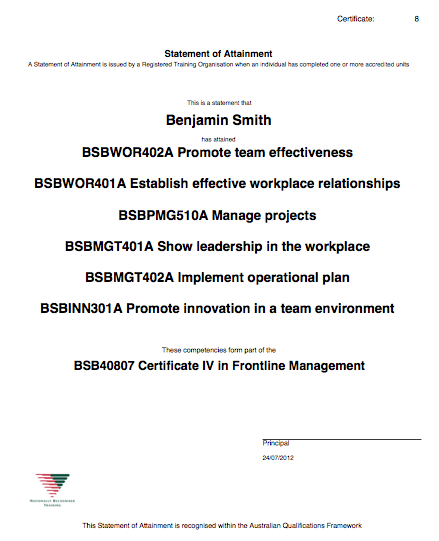 Certificate: 8
Statement of Attainment
A Statement of Attainment is issued by a Registered Training Organisation when an individual has completed one or more accredited units
This is a statement that
Benjamin Smith
has attained
BSBWOR402A Promote team effectiveness
BSBWOR401A Establish effective workplace relationships
BSBPMG510A Manage projects
BSBMGT401A Show leadership in the workplace
BSBMGT402A Implement operational plan
BSBINN301A Promote innovation in a team environment
These competencies form part of the
BSB40807 Certificate IV in Frontline Management
Principal
24/07/2012
NATIONALLY RECOGNISED
TRAINING
This Statement of Attainment is recognised within the Australian Qualifications Framework